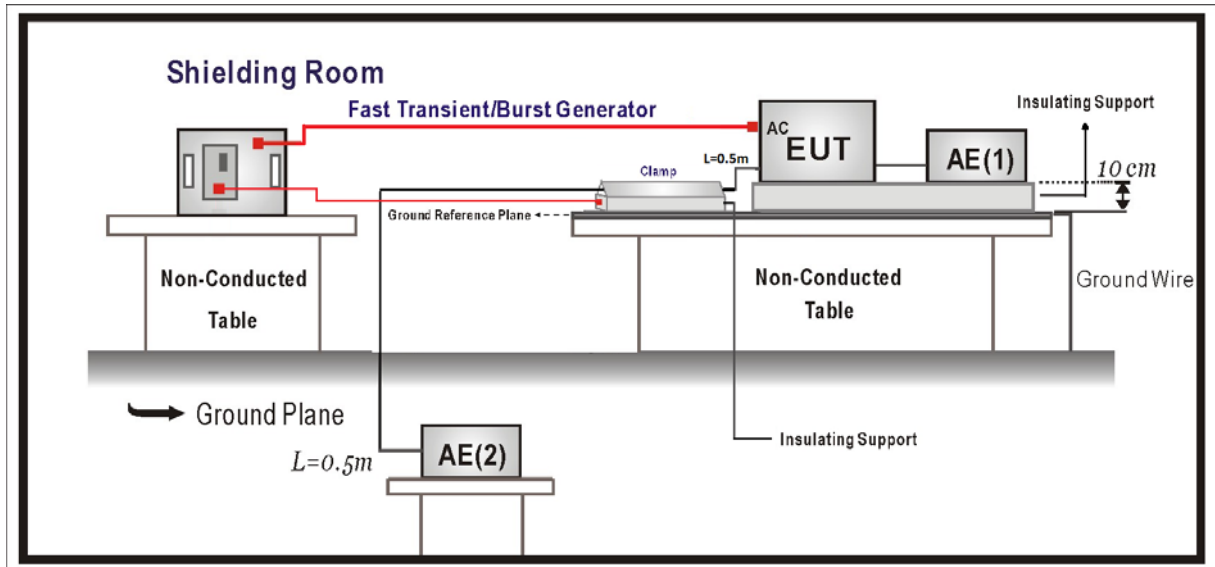 Shielding Room
Fast Transient/Burst Generator
Insulating Support
AC
EUT
AE(1)
L=0.5m
10 cm
Clamp
Ground Reference Plane
Non-Conducted
Table
Non-Conducted
Table
Ground Wire
Ground Plane
Insulating Support
L=0.5m
AE(2)